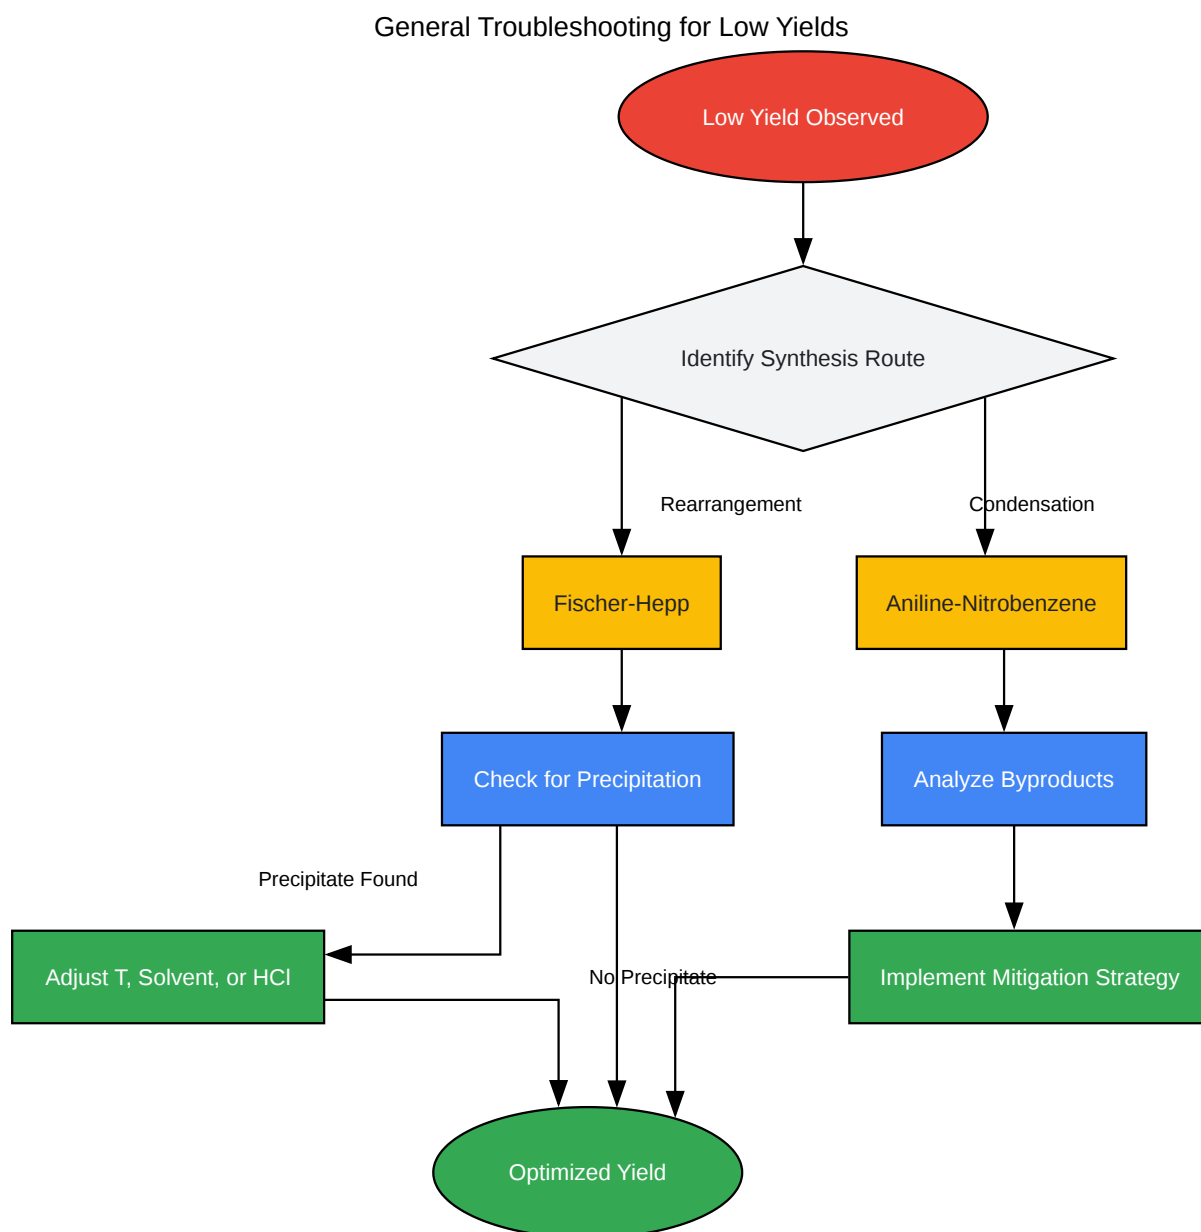 General Troubleshooting for Low Yields
Low Yield Observed
Identify Synthesis Route
Rearrangement
Condensation
Fischer-Hepp
Aniline-Nitrobenzene
Check for Precipitation
Analyze Byproducts
Precipitate Found
Adjust T, Solvent, or HCl
No Precipitate
Implement Mitigation Strategy
Optimized Yield